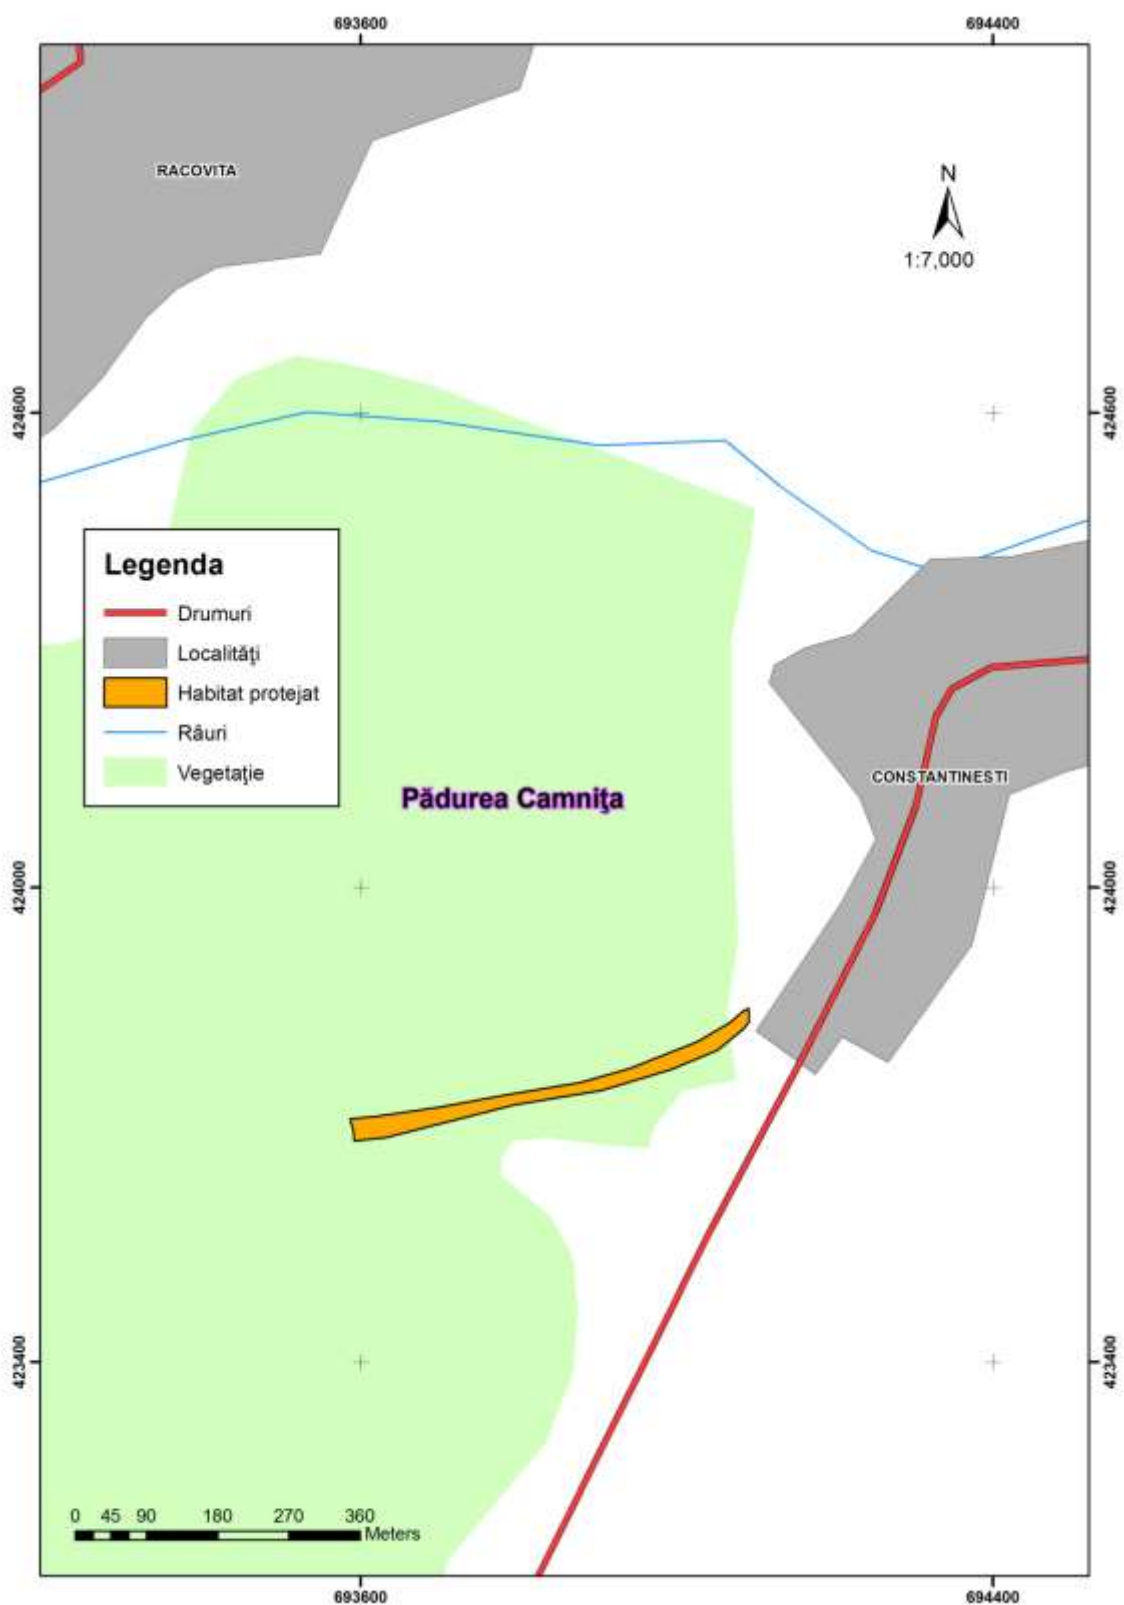 693600 694400
RACOVITA
N
1:7,000
424600 424600
Legenda
Drumuri
Localităţi
Habitat protejat
Râuri
Vegetaţie
CONSTANTINESTI
Pădurea Camniţa
424000 424000
423400 423400
0 45 90 180 270 360
Meters
693600 694400